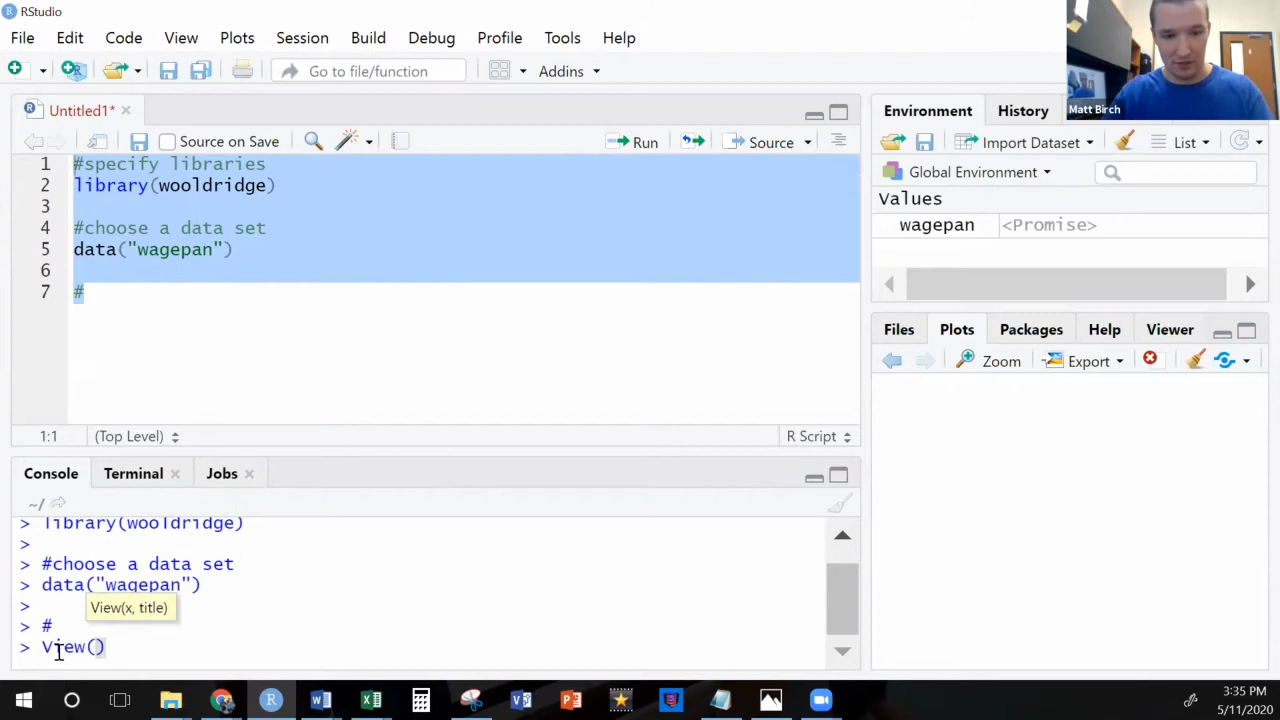 RStudio
File Edit Code View Plots Session Build Debug Profile Tools Help
Go to file/function Addins
Untitled1*
Source on Save Run Source
1 #specify libraries
2 library(wooldridge)
3
4 #choose a data set
5 data("wagepan")
6
7 #
1:1 (Top Level) R Script
Console Terminal Jobs
~/
> library(wooldridge)
>
> #choose a data set
> data("wagepan")
>
View(x, title)
> #
> View()
Matt Birch
Environment History
Import Dataset List
Global Environment
Values
wagepan <Promise>
Files Plots Packages Help Viewer
Zoom Export
3:35 PM
5/11/2020